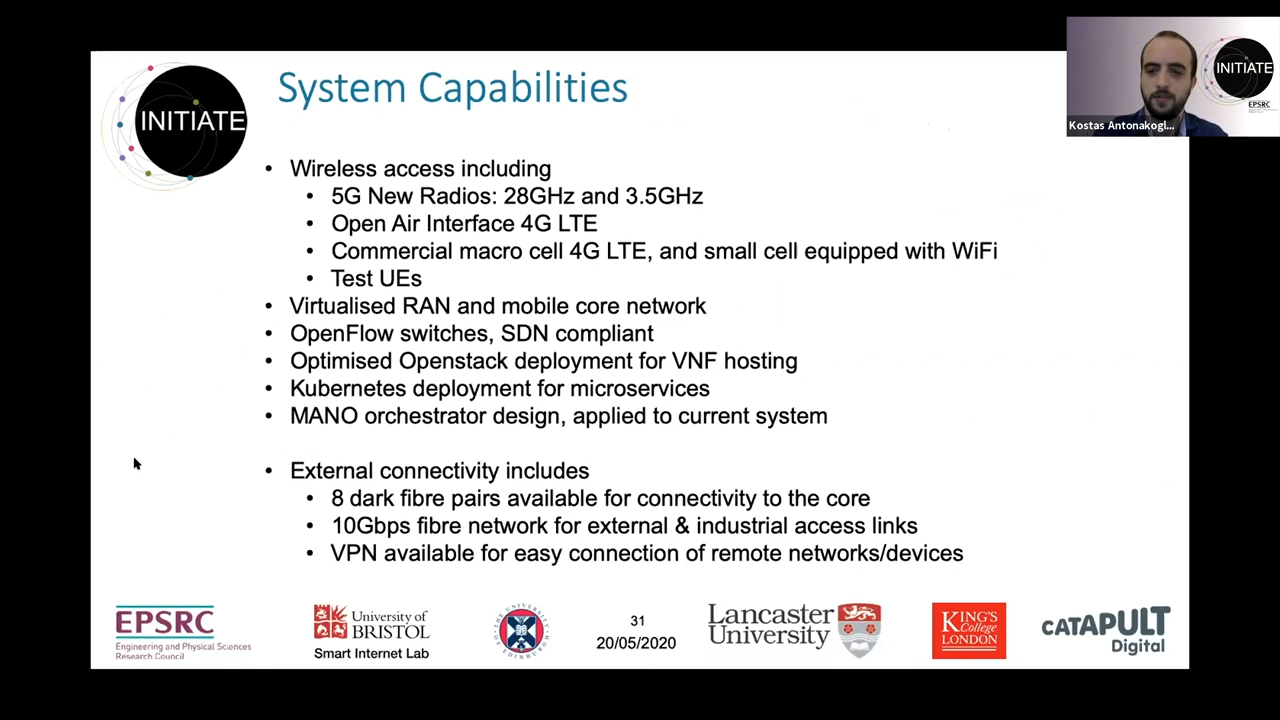 INITIATE
System Capabilities
INITIATE
EPSRC
Kostas Antonakogl...
• Wireless access including
• 5G New Radios: 28GHz and 3.5GHz
• Open Air Interface 4G LTE
• Commercial macro cell 4G LTE, and small cell equipped with WiFi
• Test UEs
• Virtualised RAN and mobile core network
• OpenFlow switches, SDN compliant
• Optimised Openstack deployment for VNF hosting
• Kubernetes deployment for microservices
• MANO orchestrator design, applied to current system
• External connectivity includes
• 8 dark fibre pairs available for connectivity to the core
• 10Gbps fibre network for external & industrial access links
• VPN available for easy connection of remote networks/devices
EPSRC
Engineering and Physical Sciences
Research Council
University of
BRISTOL
Smart Internet Lab
THE UNIVERSITY OF EDINBURGH
31
20/05/2020
Lancaster
University
KING'S
College
LONDON
CATAPULT
Digital